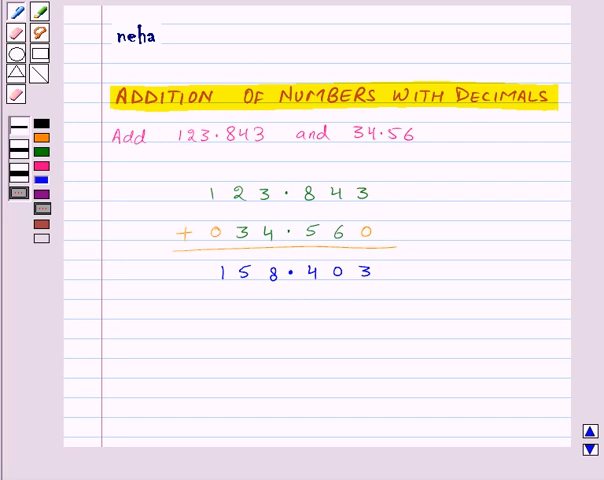 neha
ADDITION OF NUMBERS WITH DECIMALS
Add 123.843 and 34.56
1 2 3 . 8 4 3
+ 0 3 4 . 5 6 0
1 5 8 . 4 0 3